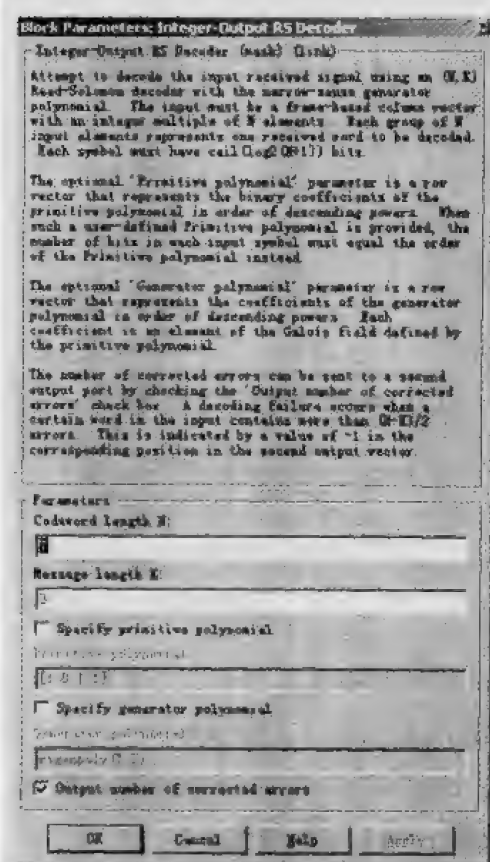 Block Parameters: Integer-Output RS Decoder
Integer-Output RS Decoder (mask) (link)
Attempt to decode the input received signal using an (N,K)
Reed-Solomon decoder with the narrow-sense generator
polynomial. The input must be a frame-based column vector
with an integer multiple of N elements. Each group of N
input elements represents one received word to be decoded.
Each symbol must have ceil(log2(N+1)) bits.
The optional 'Primitive polynomial' parameter is a row
vector that represents the binary coefficients of the
primitive polynomial in order of descending powers. When
such a user-defined Primitive polynomial is provided, the
number of bits in each input symbol must equal the order
of the Primitive polynomial instead.
The optional 'Generator polynomial' parameter is a row
vector that represents the coefficients of the generator
polynomial in order of descending powers. Each
coefficient is an element of the Galois field defined by
the primitive polynomial.
The number of corrected errors can be sent to a second
output port by checking the 'Output number of corrected
errors' check box. A decoding failure occurs when a
certain word in the input contains more than (N-K)/2
errors. This is indicated by a value of -1 in the
corresponding position in the second output vector.
Parameters
Codeword length N:
Message length K:
3
Specify primitive polynomial
Primitive polynomial
[1 0 1 1]
Specify generator polynomial
Generator polynomial
Output number of corrected errors
OK Cancel Help Apply